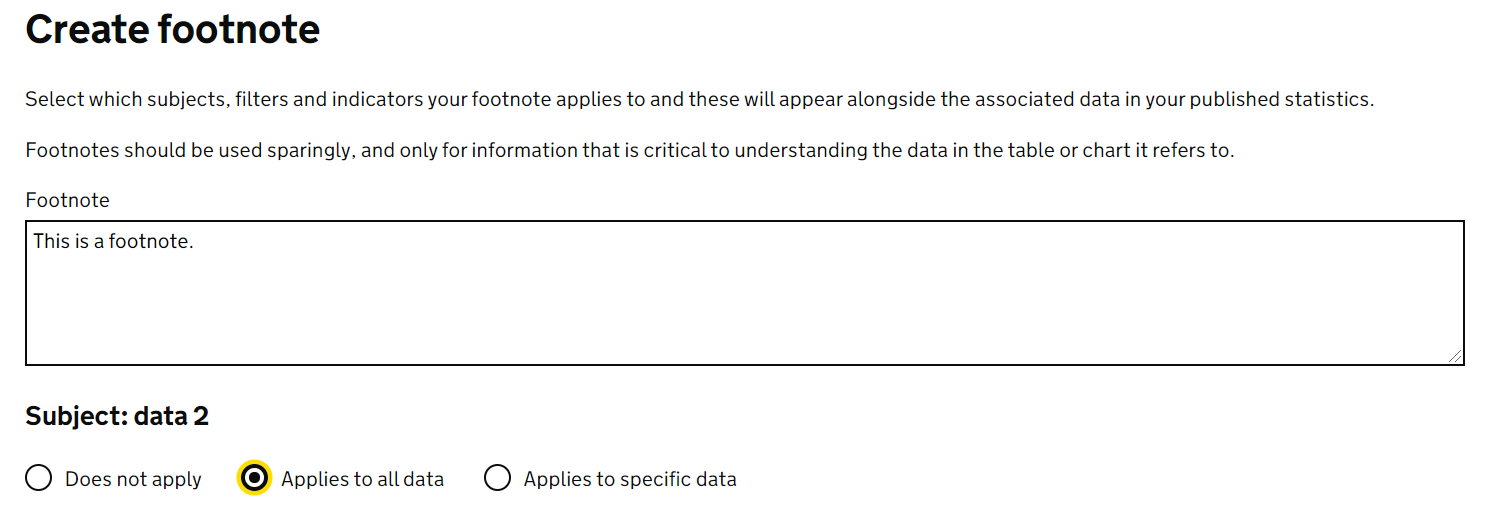 Create footnote
Select which subjects, filters and indicators your footnote applies to and these will appear alongside the associated data in your published statistics.
Footnotes should be used sparingly, and only for information that is critical to understanding the data in the table or chart it refers to.
Footnote
This is a footnote.
Subject: data 2
Does not apply Applies to all data Applies to specific data